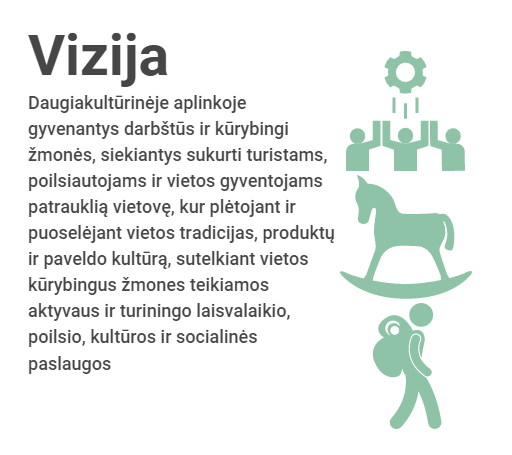 Vizija
Daugiakultūrinėje aplinkoje
gyvenantys darbštūs ir kūrybingi
žmonės, siekiantys sukurti turistams,
poilsiautojams ir vietos gyventojams
patrauklią vietovę, kur plėtojant ir
puoselėjant vietos tradicijas, produktų
ir paveldo kultūrą, sutelkiant vietos
kūrybingus žmones teikiamos
aktyvaus ir turiningo laisvalaikio,
poilsio, kultūros ir socialinės
paslaugos